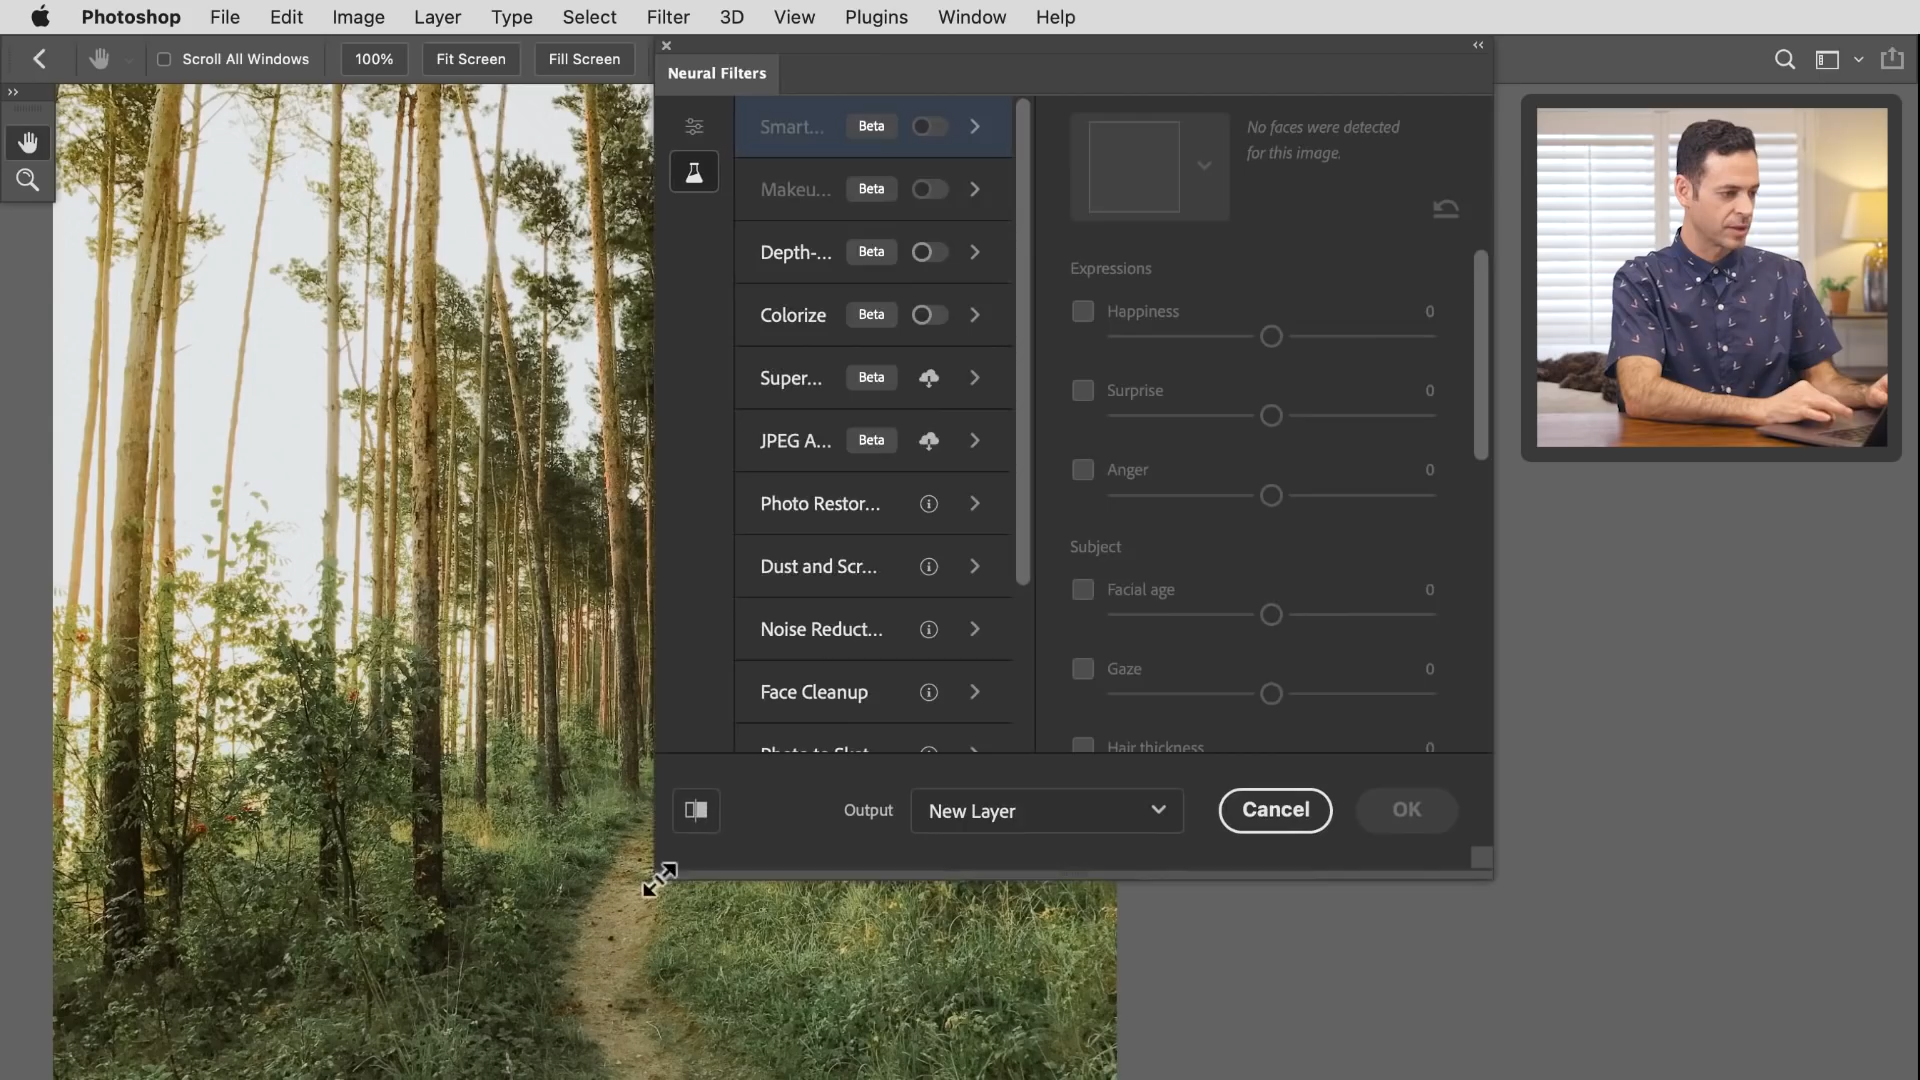 Photoshop File Edit Image Layer Type Select Filter 3D View Plugins Window Help
Scroll All Windows 100% Fit Screen Fill Screen
Neural Filters
Smart... Beta
Makeu... Beta
Depth-... Beta
Colorize Beta
Super... Beta
JPEG A... Beta
Photo Restor...
Dust and Scr...
Noise Reduct...
Face Cleanup
Photo to Sket...
No faces were detected
for this image.
Expressions
Happiness 0
Surprise 0
Anger 0
Subject
Facial age 0
Gaze 0
Hair thickness 0
Output New Layer Cancel OK